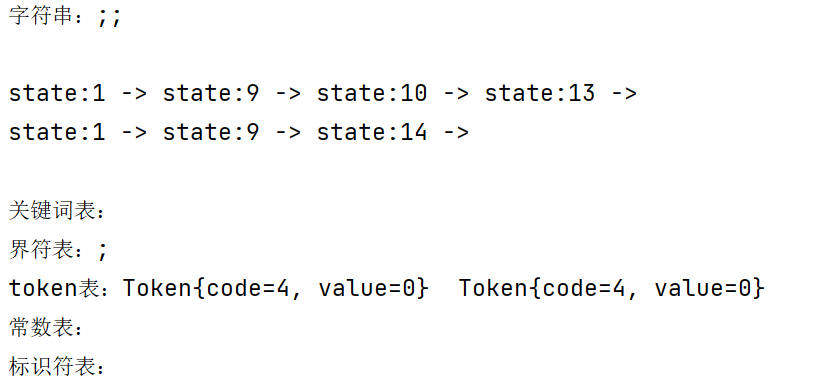 字符串：;;
state:1 -> state:9 -> state:10 -> state:13 ->
state:1 -> state:9 -> state:14 ->
关键词表：
界符表：;
token表：Token{code=4, value=0}  Token{code=4, value=0}
常数表：
标识符表：